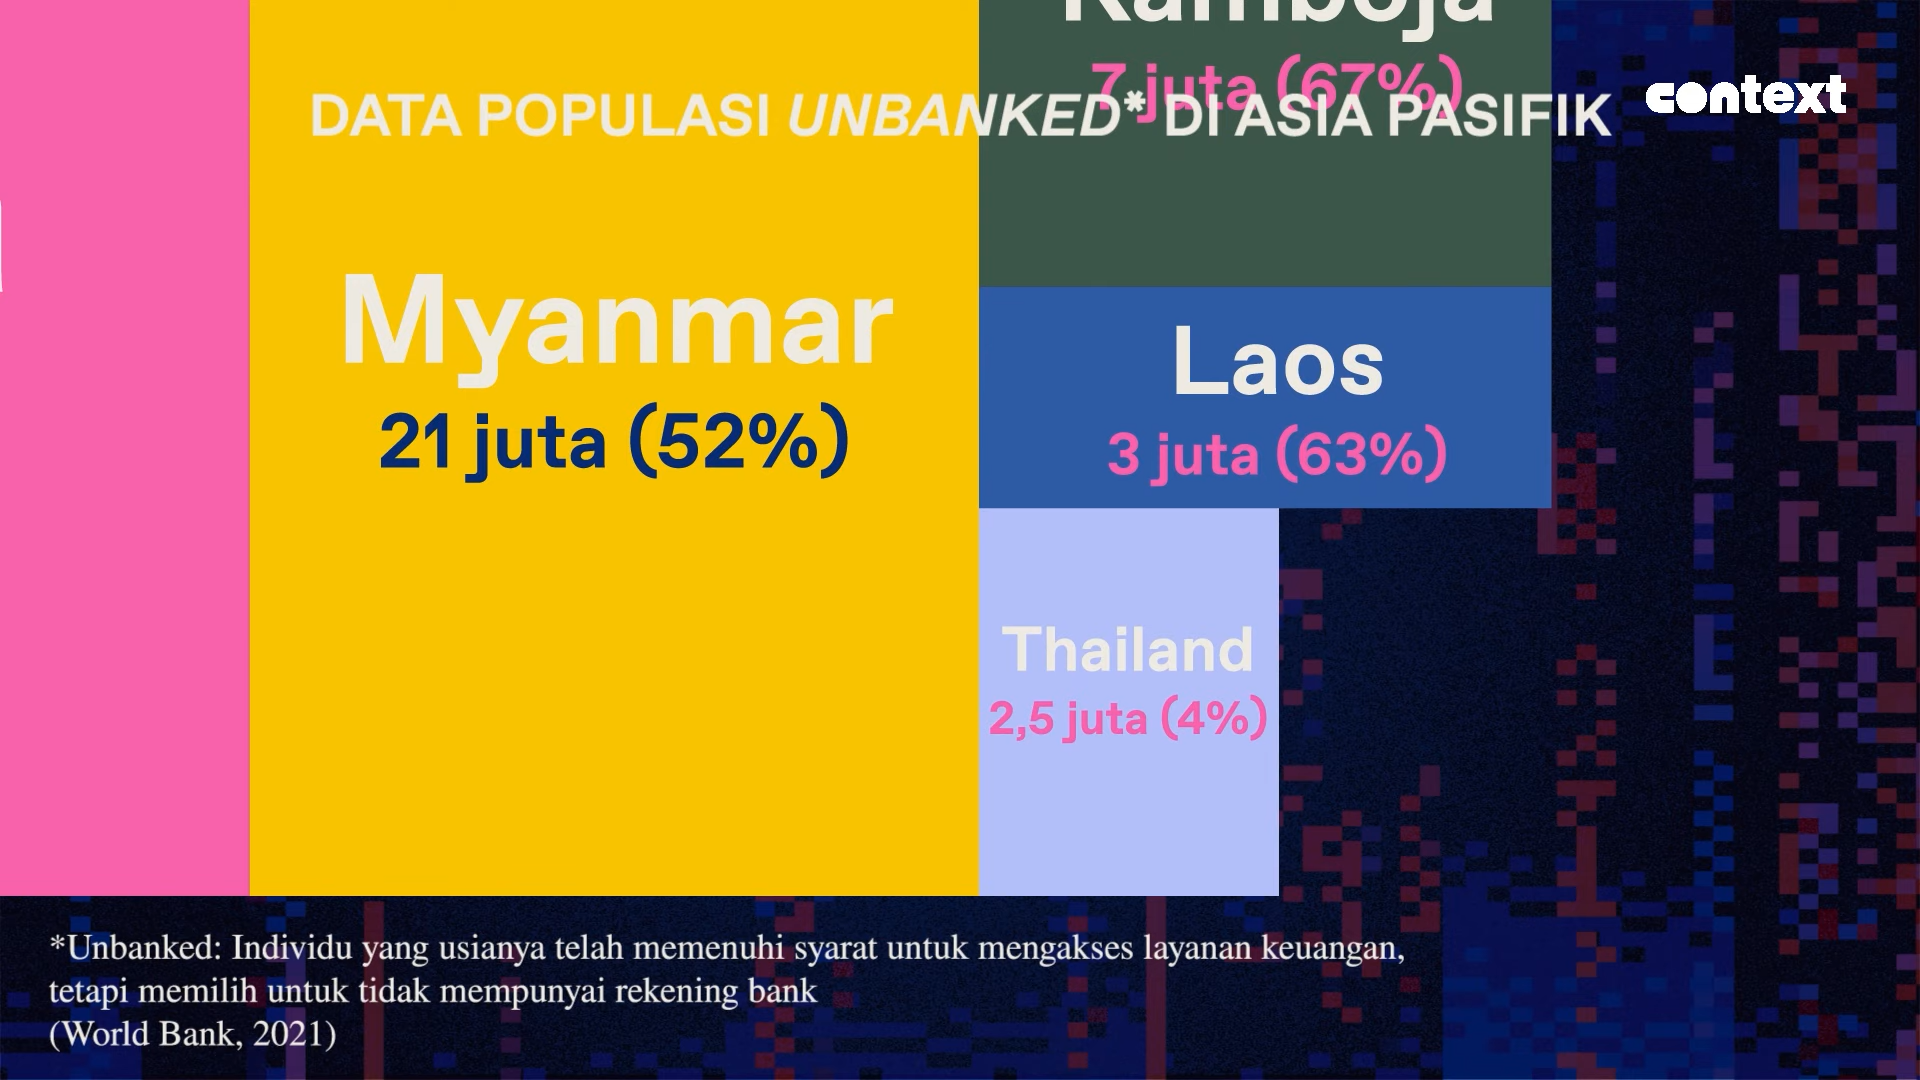 Kamboja
7 juta (67%)
DATA POPULASI UNBANKED* DI ASIA PASIFIK
context
Myanmar
21 juta (52%)
Laos
3 juta (63%)
Thailand
2,5 juta (4%)
*Unbanked: Individu yang usianya telah memenuhi syarat untuk mengakses layanan keuangan,
tetapi memilih untuk tidak mempunyai rekening bank
(World Bank, 2021)